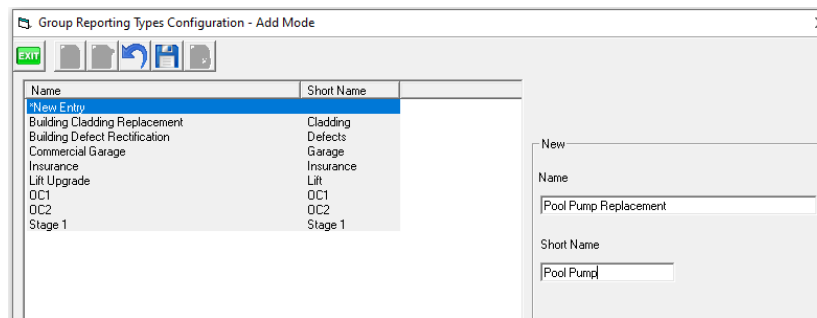 Group Reporting Types Configuration - Add Mode
EXIT
Name Short Name
*New Entry
Building Cladding Replacement Cladding
Building Defect Rectification Defects
Commercial Garage Garage
Insurance Insurance
Lift Upgrade Lift
OC1 OC1
OC2 OC2
Stage 1 Stage 1
New
Name
Pool Pump Replacement
Short Name
Pool Pump